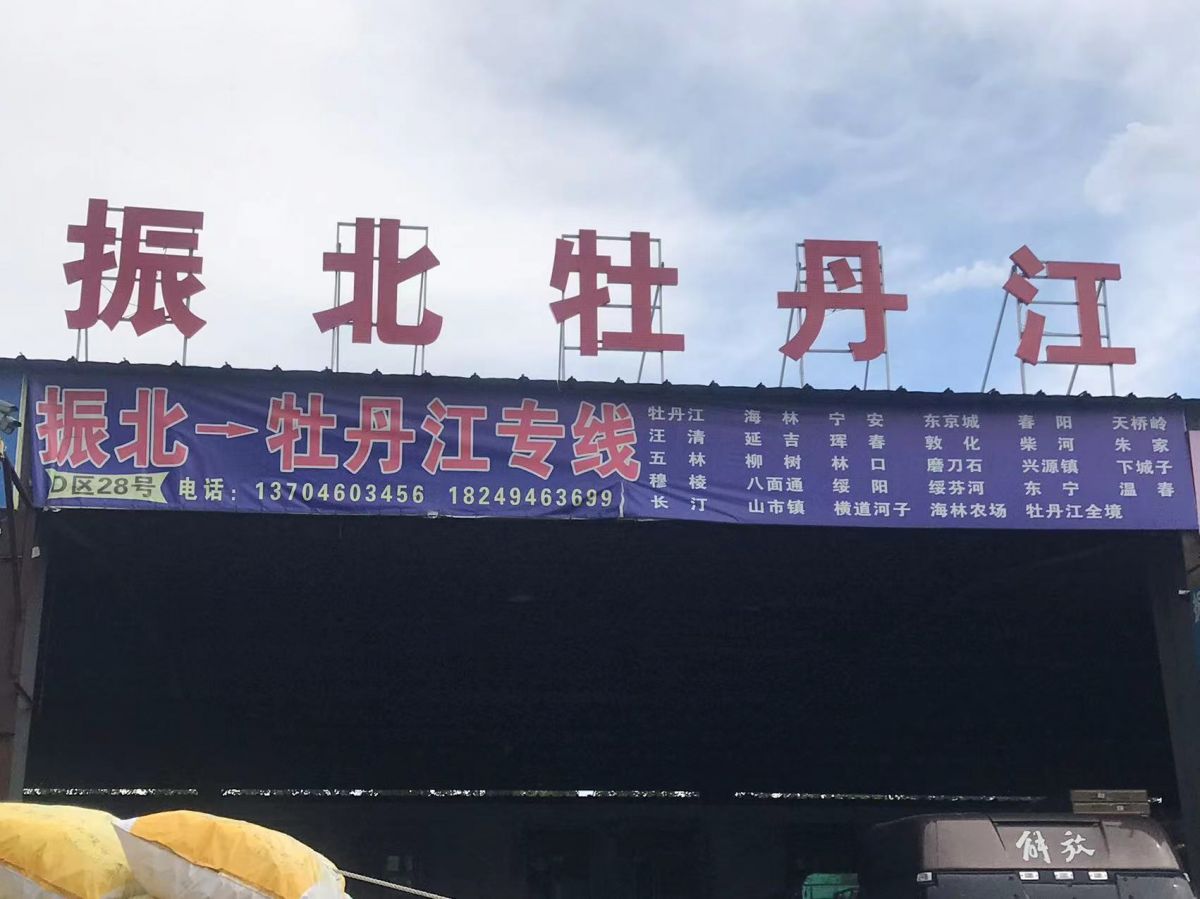 振北牡丹江
振北→牡丹江专线
D区28号 电话：13704603456 18249463699
牡丹江 海林 宁安 东京城 春阳 天桥岭
汪清 延吉 珲春 敦化 柴河 朱家
五林 柳树 林口 磨刀石 兴源镇 下城子
穆棱 八面通 绥阳 绥芬河 东宁 温春
长汀 山市镇 横道河子 海林农场 牡丹江全境
解放